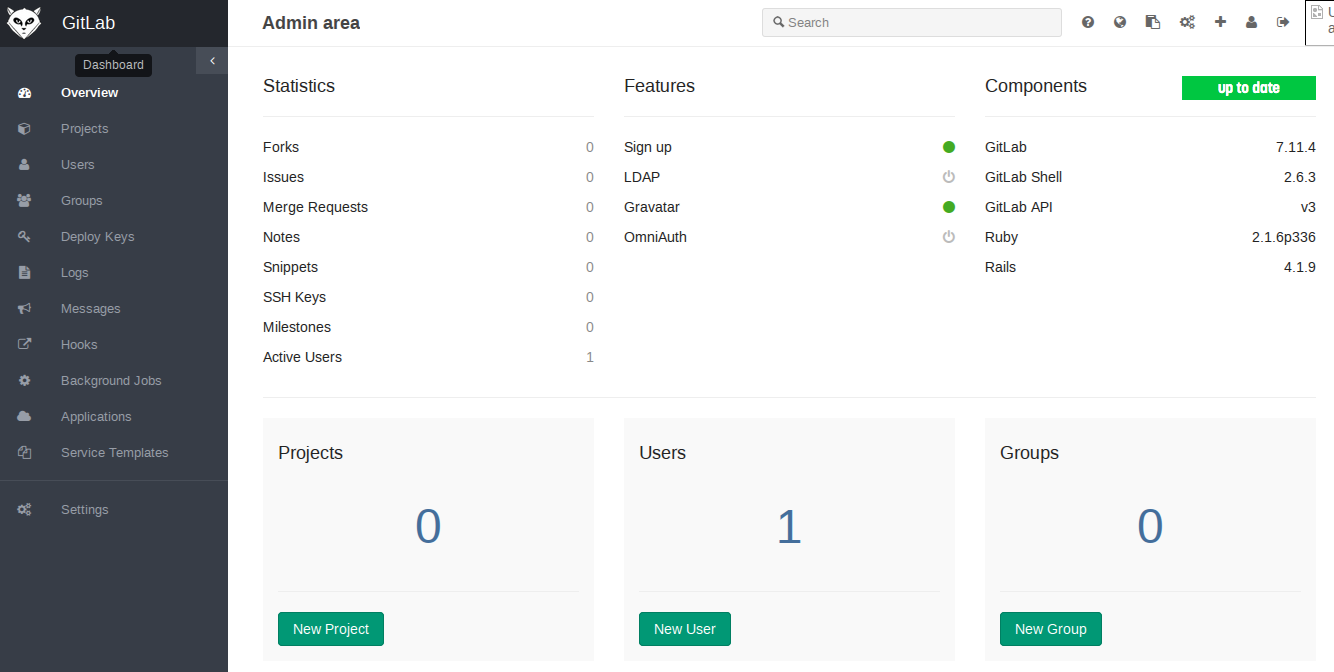 GitLab
Admin area
Search
Dashboard
Overview
Projects
Users
Groups
Deploy Keys
Logs
Messages
Hooks
Background Jobs
Applications
Service Templates
Settings
Statistics
Forks 0
Issues 0
Merge Requests 0
Notes 0
Snippets 0
SSH Keys 0
Milestones 0
Active Users 1
Features
Sign up
LDAP
Gravatar
OmniAuth
Components up to date
GitLab 7.11.4
GitLab Shell 2.6.3
GitLab API v3
Ruby 2.1.6p336
Rails 4.1.9
Projects
0
New Project
Users
1
New User
Groups
0
New Group